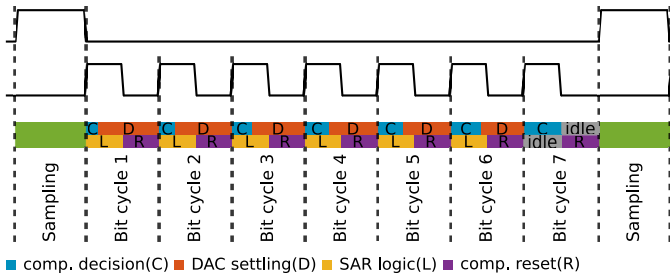 C D C D C D C D C D C D C idle
L R L R L R L R L R L R idle R
Sampling
Bit cycle 1
Bit cycle 2
Bit cycle 3
Bit cycle 4
Bit cycle 5
Bit cycle 6
Bit cycle 7
Sampling
comp. decision(C) DAC settling(D) SAR logic(L) comp. reset(R)